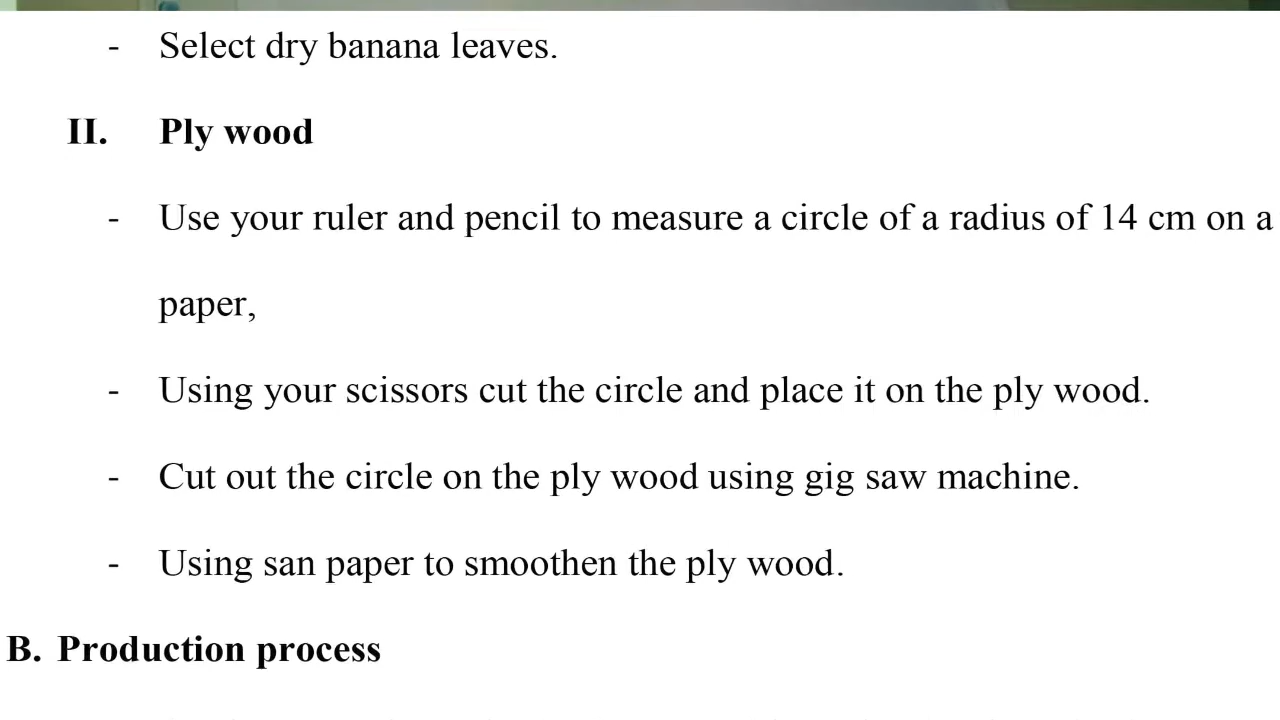 - Select dry banana leaves.
II. Ply wood
- Use your ruler and pencil to measure a circle of a radius of 14 cm on a
paper,
- Using your scissors cut the circle and place it on the ply wood.
- Cut out the circle on the ply wood using gig saw machine.
- Using san paper to smoothen the ply wood.
B. Production process